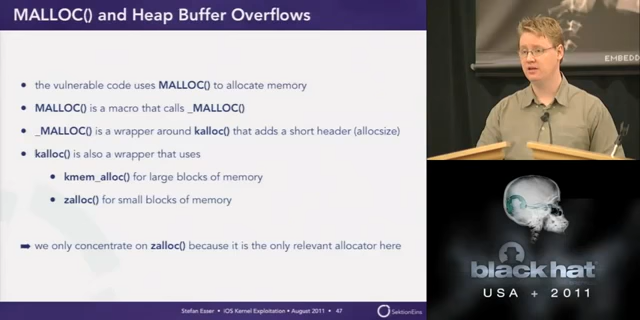 MALLOC() and Heap Buffer Overflows
• the vulnerable code uses MALLOC() to allocate memory
• MALLOC() is a macro that calls _MALLOC()
• _MALLOC() is a wrapper around kalloc() that adds a short header (allocsize)
• kalloc() is also a wrapper that uses
• kmem_alloc() for large blocks of memory
• zalloc() for small blocks of memory
➡ we only concentrate on zalloc() because it is the only relevant allocator here
Stefan Esser • iOS Kernel Exploitation • August 2011 • 47
SektionEins
EMBEDD
black hat
USA + 2011